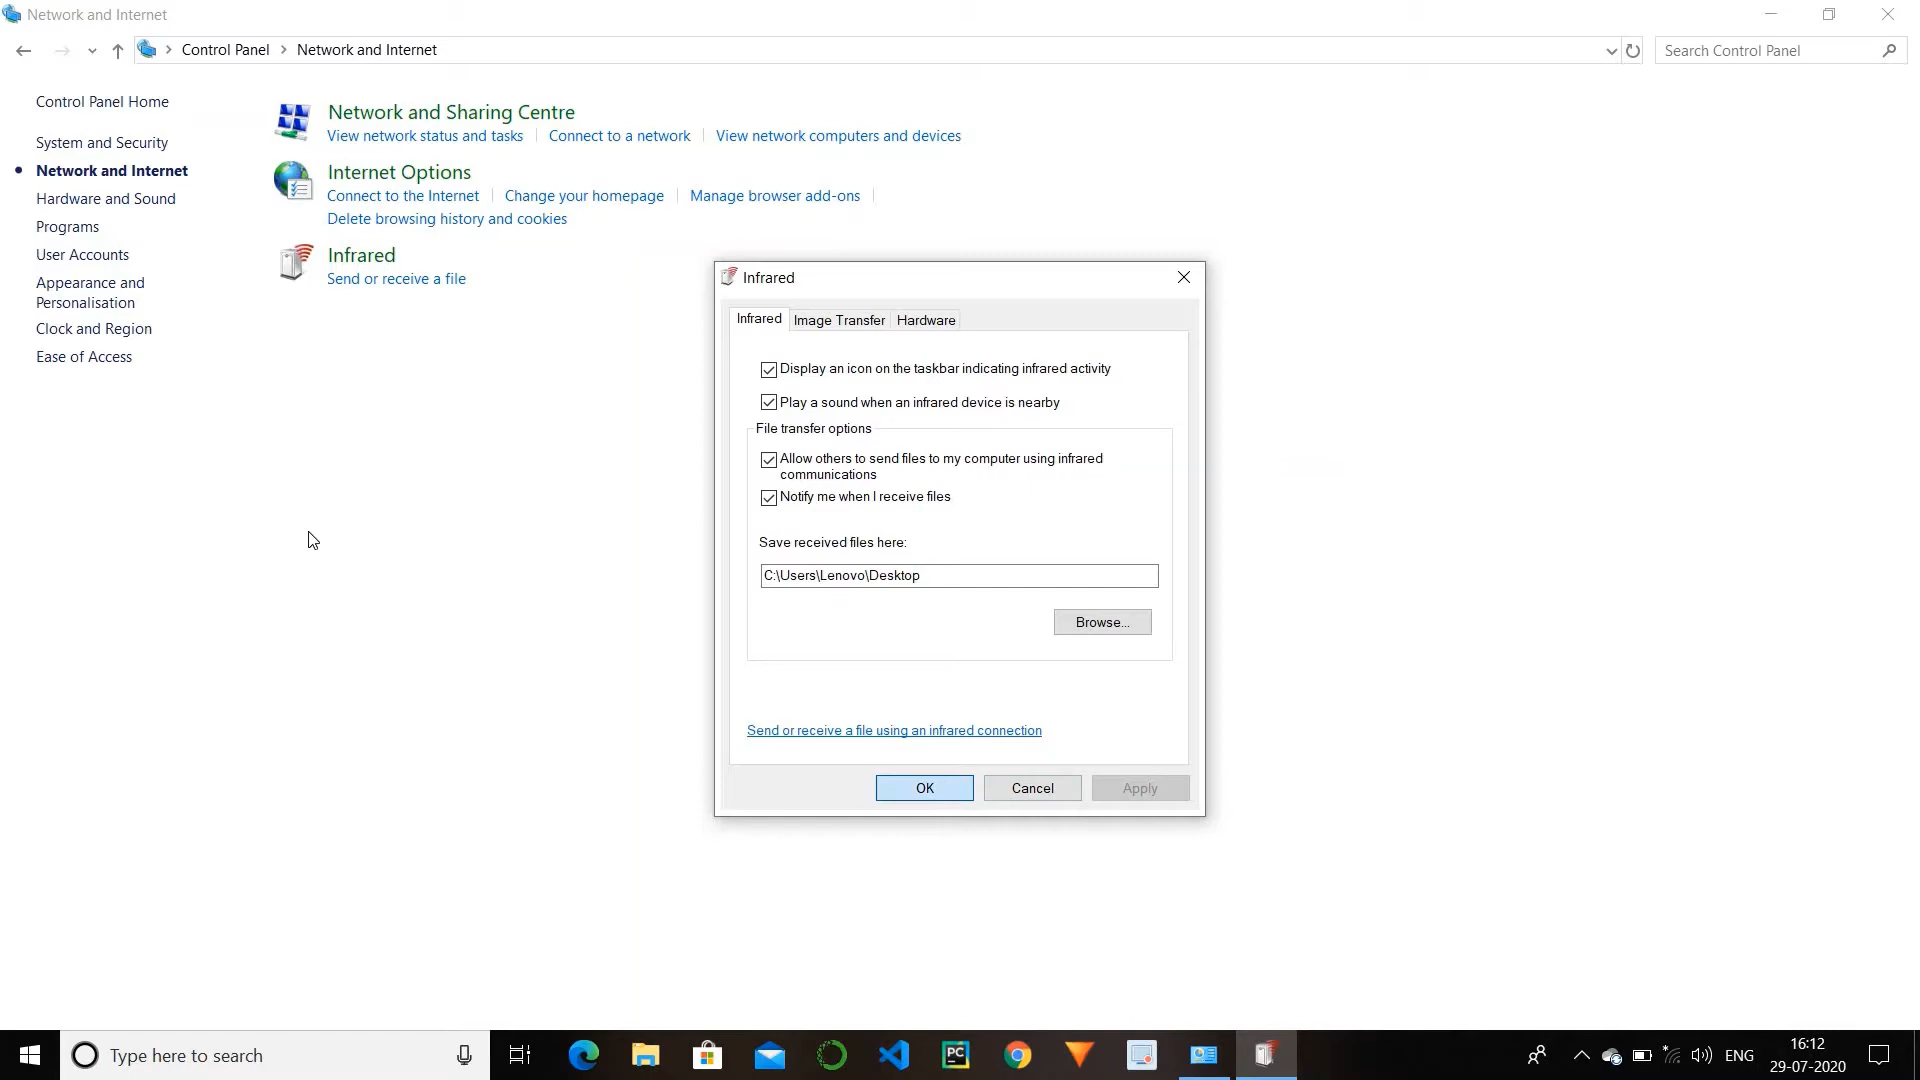 Network and Internet
Control Panel
Network and Internet
Search Control Panel
Control Panel Home
System and Security
Network and Internet
Hardware and Sound
Programs
User Accounts
Appearance and
Personalisation
Clock and Region
Ease of Access
Network and Sharing Centre
View network status and tasks
Connect to a network
View network computers and devices
Internet Options
Connect to the Internet
Change your homepage
Manage browser add-ons
Delete browsing history and cookies
Infrared
Send or receive a file
Infrared
Infrared
Image Transfer
Hardware
Display an icon on the taskbar indicating infrared activity
Play a sound when an infrared device is nearby
File transfer options
Allow others to send files to my computer using infrared
communications
Notify me when I receive files
Save received files here:
C:\Users\Lenovo\Desktop
Browse...
Send or receive a file using an infrared connection
OK
Cancel
Apply
Type here to search
PC
ENG
16:12
29-07-2020